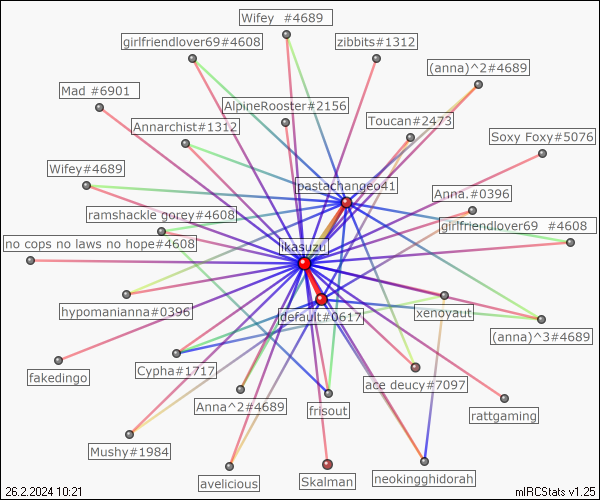 Wifey  #4689
girlfriendlover69#4608
zibbits#1312
(anna)^2#4689
Mad #6901
AlpineRooster#2156
Toucan#2473
Annarchist#1312
Soxy Foxy#5076
Wifey#4689
pastachangeo41
Anna.#0396
ramshackle gorey#4608
girlfriendlover69  #4608
no cops no laws no hope#4608
ikasuzu
hypomanianna#0396
default#0617
xenoyaut
(anna)^3#4689
fakedingo
Cypha#1717
ace deucy#7097
Anna^2#4689
frisout
rattgaming
Mushy#1984
avelicious
Skalman
neokingghidorah
26.2.2024 10:21
mIRCStats v1.25